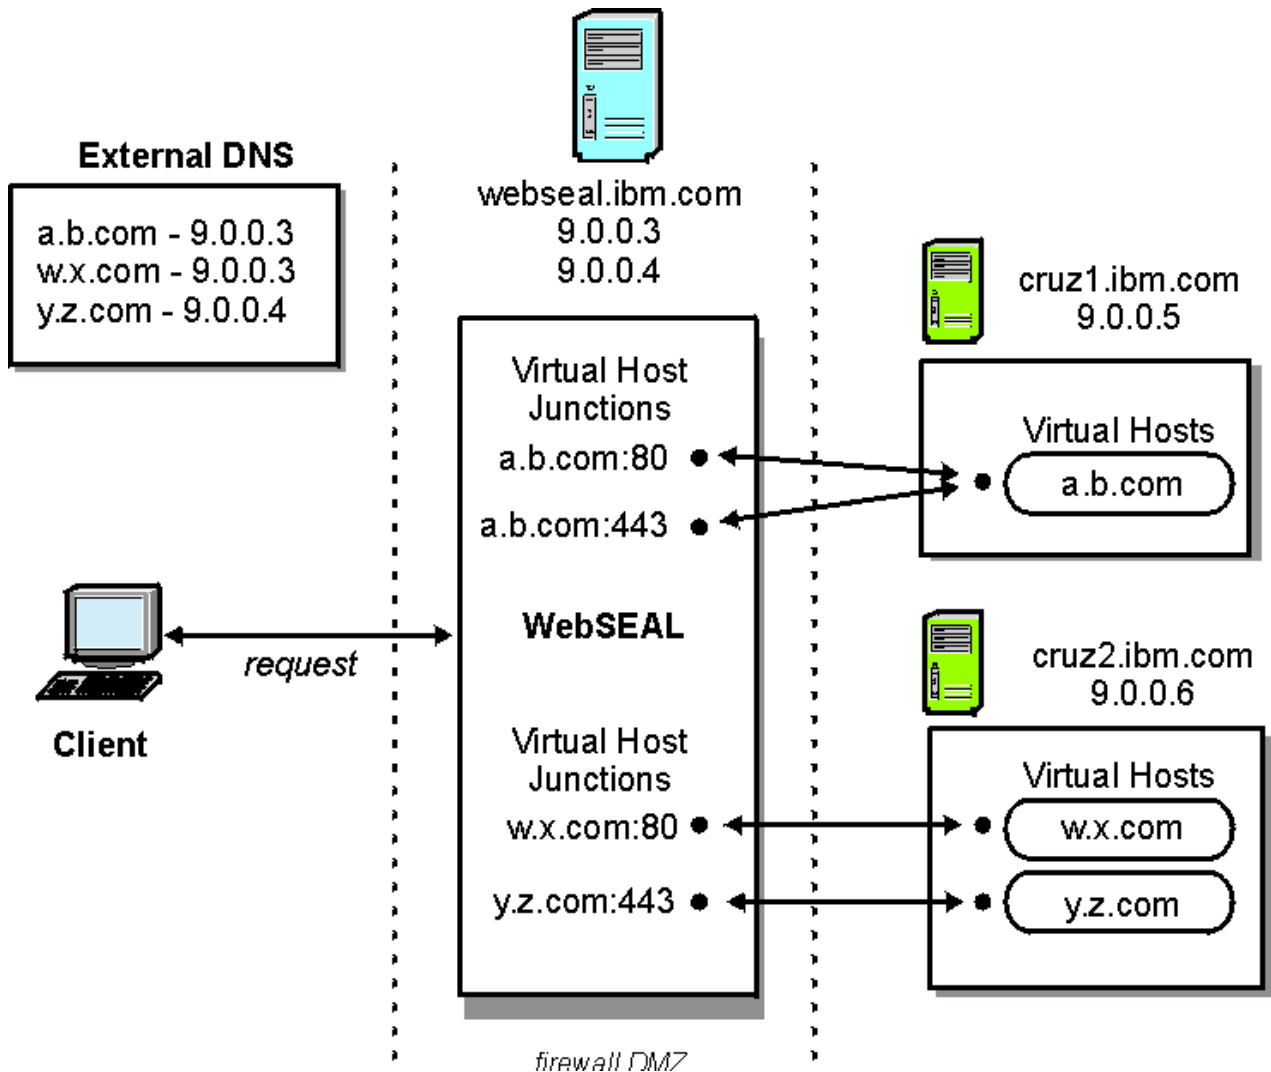 External DNS
a.b.com - 9.0.0.3
w.x.com - 9.0.0.3
y.z.com - 9.0.0.4
webseal.ibm.com
9.0.0.3
9.0.0.4
Virtual Host
Junctions
a.b.com:80
a.b.com:443
WebSEAL
Virtual Host
Junctions
w.x.com:80
y.z.com:443
request
Client
cruz1.ibm.com
9.0.0.5
Virtual Hosts
a.b.com
cruz2.ibm.com
9.0.0.6
Virtual Hosts
w.x.com
y.z.com
firewall DMZ